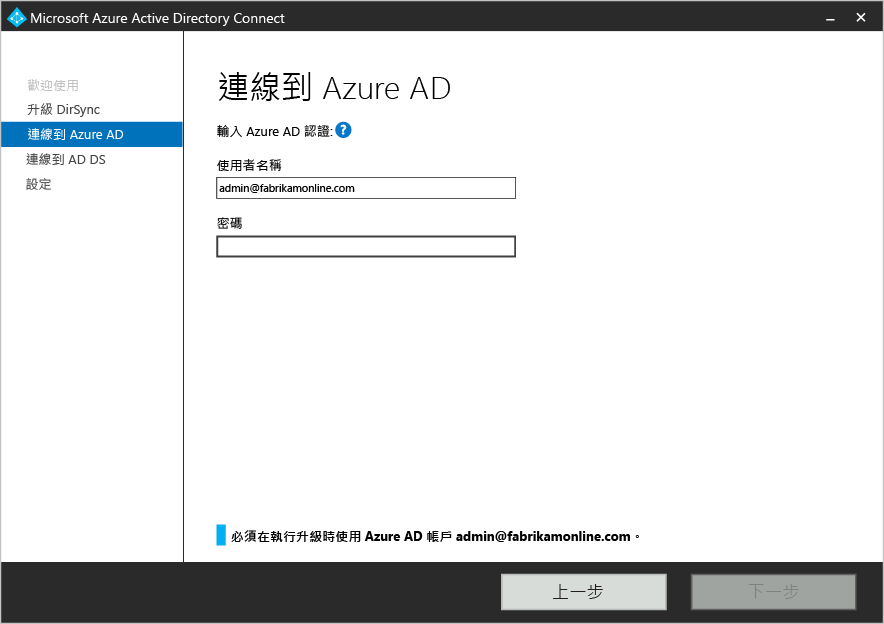 Microsoft Azure Active Directory Connect
歡迎使用
升級 DirSync
連線到 Azure AD
連線到 AD DS
設定
連線到 Azure AD
輸入 Azure AD 認證:?
使用者名稱
admin@fabrikamonline.com
密碼
必須在執行升級時使用 Azure AD 帳戶 admin@fabrikamonline.com。
上一步
下一步